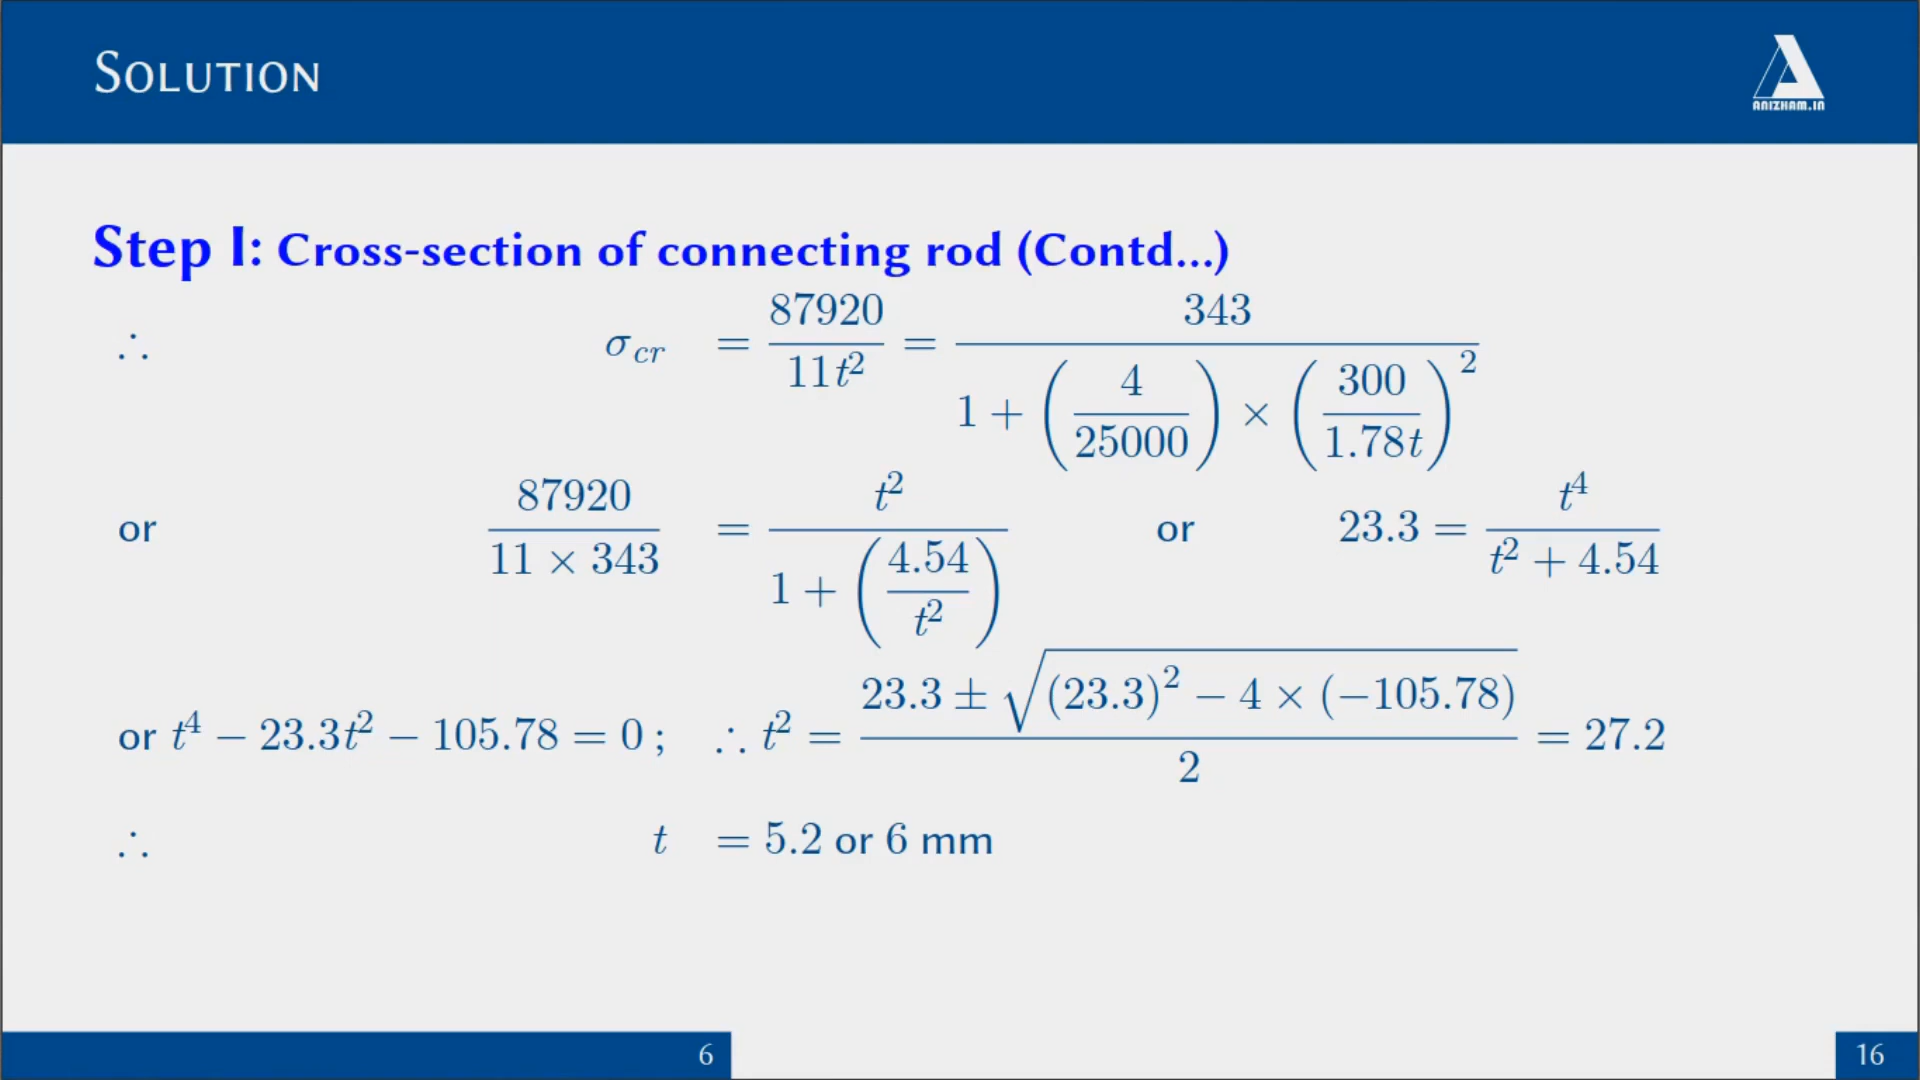 SOLUTION
ANIZHAM.IN
Step I: Cross-section of connecting rod (Contd...)
∴ σ_cr = 87920 / 11t² = 343 / (1 + (4 / 25000) × (300 / 1.78t)²)
or 87920 / (11 × 343) = t² / (1 + (4.54 / t²)) or 23.3 = t⁴ / (t² + 4.54)
or t⁴ − 23.3t² − 105.78 = 0 ; ∴ t² = (23.3 ± √((23.3)² − 4 × (−105.78))) / 2 = 27.2
∴ t = 5.2 or 6 mm
6
16